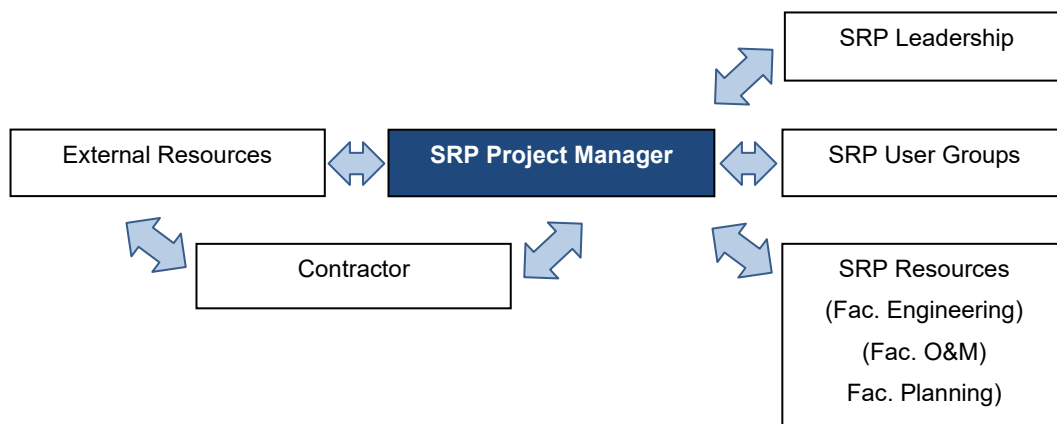 SRP Leadership
External Resources
SRP Project Manager
SRP User Groups
Contractor
SRP Resources
(Fac. Engineering)
(Fac. O&M)
Fac. Planning)